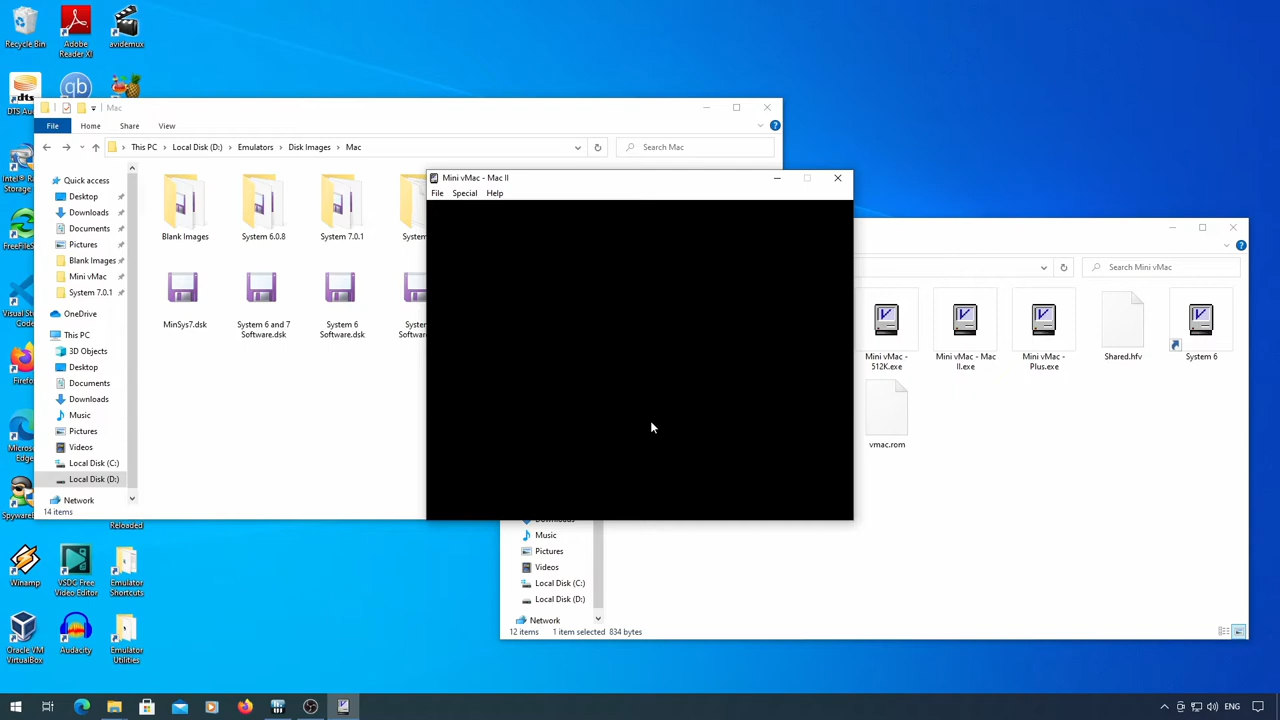 Recycle Bin
Adobe Reader XI
avidemux
Mac
File
Home
Share
View
This PC
Local Disk (D:)
Emulators
Disk Images
Mac
Search Mac
Quick access
Desktop
Downloads
Documents
Pictures
Blank Images
Mini vMac
System 7.0.1
OneDrive
This PC
3D Objects
Desktop
Documents
Downloads
Music
Pictures
Videos
Local Disk (C:)
Local Disk (D:)
Network
14 items
Blank Images
System 6.0.8
System 7.0.1
MinSys7.dsk
System 6 and 7
Software.dsk
System 6
Software.dsk
Mini vMac - Mac II
File Special Help
Search Mini vMac
Mini vMac -
512K.exe
Mini vMac - Mac
II.exe
Mini vMac -
Plus.exe
Shared.hfv
System 6
vmac.rom
Music
Pictures
Videos
Local Disk (C:)
Local Disk (D:)
Network
12 items 1 item selected 834 bytes
Reloaded
Winamp
VSDC Free
Video Editor
Emulator
Shortcuts
Oracle VM
VirtualBox
Audacity
Emulator
Utilities
ENG